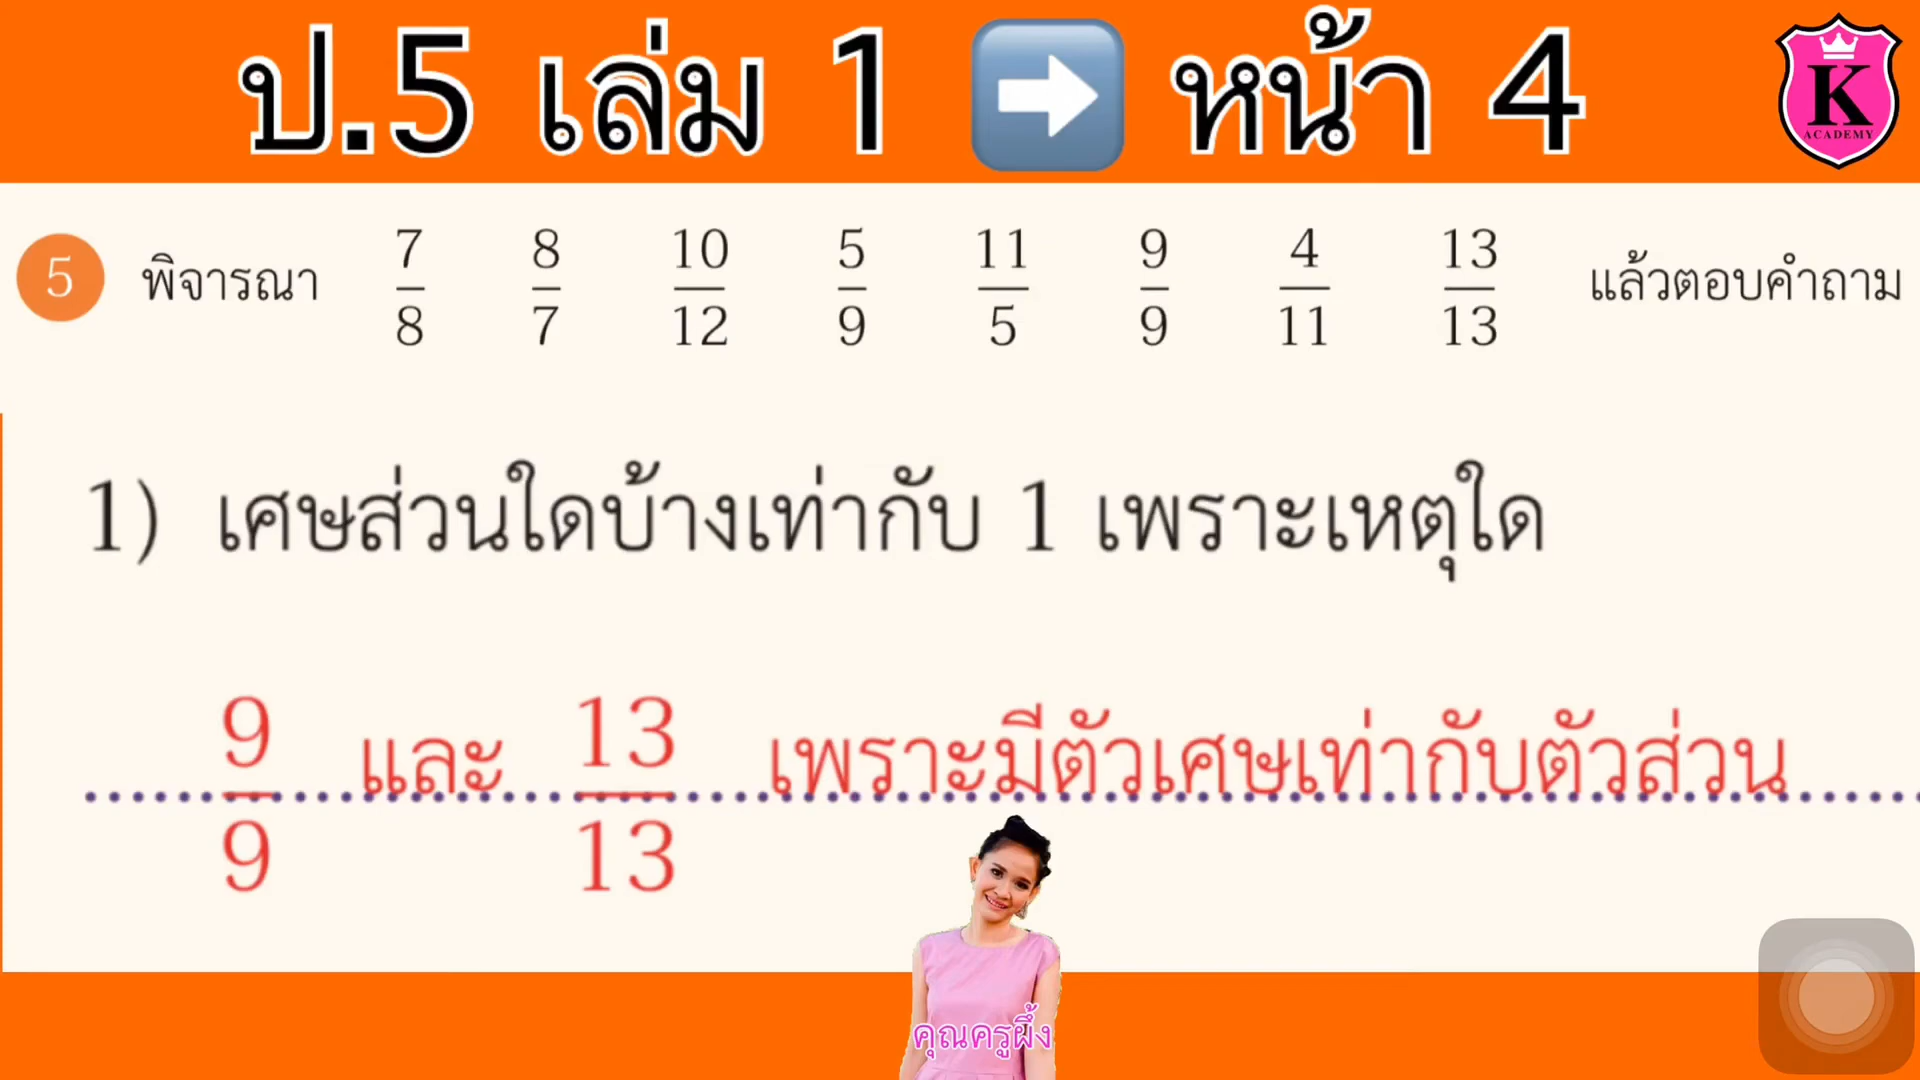 ป.5 เล่ม 1 ➡ หน้า 4
K
ACADEMY
5 พิจารณา 7/8 8/7 10/12 5/9 11/5 9/9 4/11 13/13 แล้วตอบคำถาม
1) เศษส่วนใดบ้างเท่ากับ 1 เพราะเหตุใด
9/9 และ 13/13 เพราะมีตัวเศษเท่ากับตัวส่วน
คุณครูผึ้ง